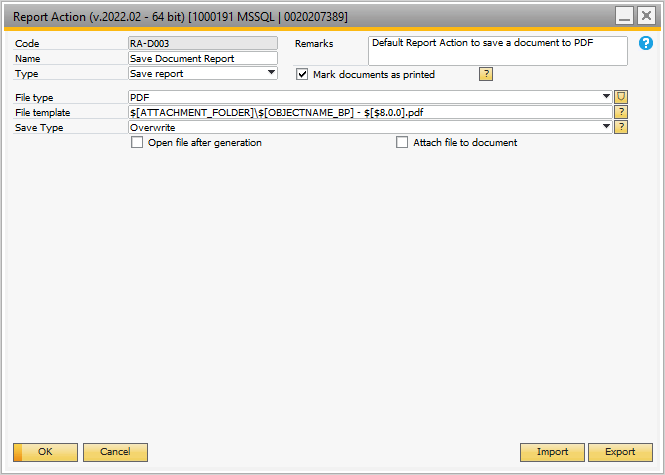 Report Action (v.2022.02 - 64 bit) [1000191 MSSQL | 0020207389]
Code RA-D003 Remarks Default Report Action to save a document to PDF ?
Name Save Document Report
Type Save report Mark documents as printed ?
File type PDF
File template $[ATTACHMENT_FOLDER]\$[OBJECTNAME_BP] - $[$8.0.0].pdf ?
Save Type Overwrite ?
Open file after generation Attach file to document
OK Cancel Import Export